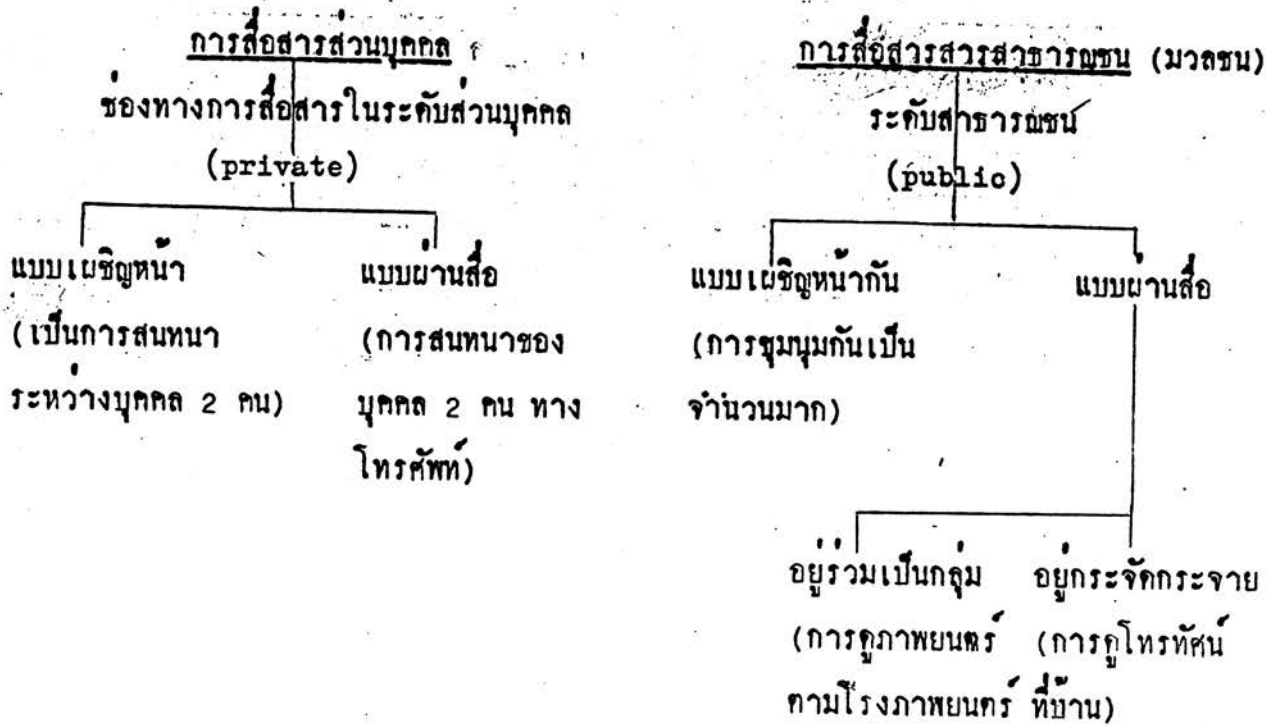 การสื่อสารส่วนบุคคล
ช่องทางการสื่อสารในระดับส่วนบุคคล
(private)
แบบเผชิญหน้า
(เป็นการสนทนา
ระหว่างบุคคล 2 คน)
แบบผ่านสื่อ
(การสนทนาของ
บุคคล 2 คน ทาง
โทรศัพท์)
การสื่อสารสารสาธารณชน (มวลชน)
ระดับสาธารณชน
(public)
แบบเผชิญหน้ากัน
(การชุมนุมกันเป็น
จำนวนมาก)
แบบผ่านสื่อ
อยู่ร่วมเป็นกลุ่ม
(การดูภาพยนตร์
ตามโรงภาพยนตร์
อยู่กระจัดกระจาย
(การดูโทรทัศน์
ที่บ้าน)